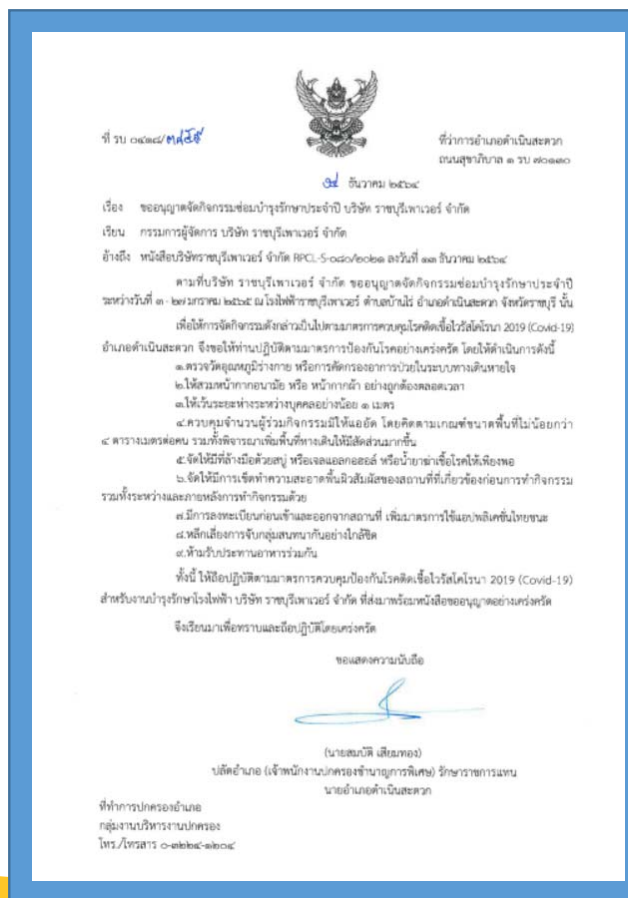 ที่ รบ ๐๔๑๘/๓๔๕๕
ที่ว่าการอำเภอดำเนินสะดวก
ถนนสุขาภิบาล ๑ รบ ๗๐๑๓๐
ธันวาคม ๒๕๖๔
เรื่อง ขออนุญาตจัดกิจกรรมซ่อมบำรุงรักษาประจำปี บริษัท ราชบุรีเพาเวอร์ จำกัด
เรียน กรรมการผู้จัดการ บริษัท ราชบุรีเพาเวอร์ จำกัด
อ้างถึง หนังสือบริษัทราชบุรีเพาเวอร์ จำกัด RPCL-S-๐๘๐/๒๐๒๑ ลงวันที่ ๑๓ ธันวาคม ๒๕๖๔
ตามที่บริษัท ราชบุรีเพาเวอร์ จำกัด ขออนุญาตจัดกิจกรรมซ่อมบำรุงรักษาประจำปี
ระหว่างวันที่ ๓ - ๒๗ มกราคม ๒๕๖๕ ณ โรงไฟฟ้าราชบุรีเพาเวอร์ ตำบลบ้านไร่ อำเภอดำเนินสะดวก จังหวัดราชบุรี นั้น
เพื่อให้การจัดกิจกรรมดังกล่าวเป็นไปตามมาตรการควบคุมโรคติดเชื้อไวรัสโคโรนา 2019 (Covid-19)
อำเภอดำเนินสะดวก จึงขอให้ท่านปฏิบัติตามมาตรการป้องกันโรคอย่างเคร่งครัด โดยให้ดำเนินการดังนี้
๑.ตรวจวัดอุณหภูมิร่างกาย หรือการคัดกรองอาการป่วยในระบบทางเดินหายใจ
๒.ให้สวมหน้ากากอนามัย หรือ หน้ากากผ้า อย่างถูกต้องตลอดเวลา
๓.ให้เว้นระยะห่างระหว่างบุคคลอย่างน้อย ๑ เมตร
๔.ควบคุมจำนวนผู้ร่วมกิจกรรมมิให้แออัด โดยคิดตามเกณฑ์ขนาดพื้นที่ไม่น้อยกว่า
๔ ตารางเมตรต่อคน รวมทั้งพิจารณาเพิ่มพื้นที่ทางเดินให้มีสัดส่วนมากขึ้น
๕.จัดให้มีที่ล้างมือด้วยสบู่ หรือเจลแอลกอฮอล์ หรือน้ำยาฆ่าเชื้อโรคให้เพียงพอ
๖.จัดให้มีการเช็ดทำความสะอาดพื้นผิวสัมผัสของสถานที่ที่เกี่ยวข้องก่อนการทำกิจกรรม
รวมทั้งระหว่างและภายหลังการทำกิจกรรมด้วย
๗.มีการลงทะเบียนก่อนเข้าและออกจากสถานที่ เพิ่มมาตรการใช้แอปพลิเคชั่นไทยชนะ
๘.หลีกเลี่ยงการจับกลุ่มสนทนากันอย่างใกล้ชิด
๙.ห้ามรับประทานอาหารร่วมกัน
ทั้งนี้ ให้ถือปฏิบัติตามมาตรการควบคุมป้องกันโรคติดเชื้อไวรัสโคโรนา 2019 (Covid-19)
สำหรับงานบำรุงรักษาโรงไฟฟ้า บริษัท ราชบุรีเพาเวอร์ จำกัด ที่ส่งมาพร้อมหนังสือขออนุญาตอย่างเคร่งครัด
จึงเรียนมาเพื่อทราบและถือปฏิบัติโดยเคร่งครัด
ขอแสดงความนับถือ
(นายสมบัติ เสียมทอง)
ปลัดอำเภอ (เจ้าพนักงานปกครองชำนาญการพิเศษ) รักษาราชการแทน
นายอำเภอดำเนินสะดวก
ที่ทำการปกครองอำเภอ
กลุ่มงานบริหารงานปกครอง
โทร./โทรสาร ๐-๓๒๒๔-๑๒๐๔